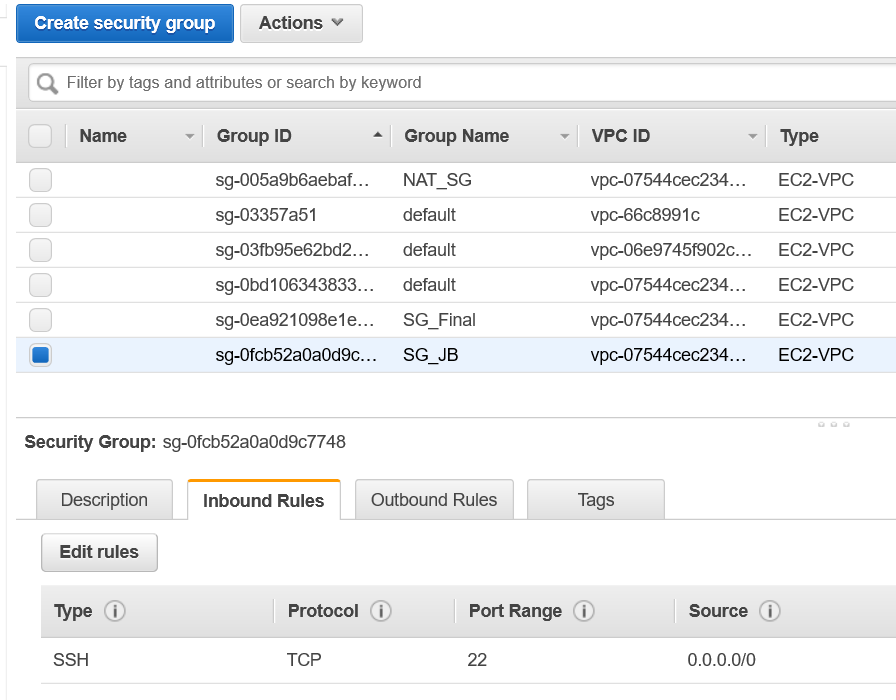 Create security group Actions
Filter by tags and attributes or search by keyword
Name Group ID Group Name VPC ID Type
sg-005a9b6aebaf... NAT_SG vpc-07544cec234... EC2-VPC
sg-03357a51 default vpc-66c8991c EC2-VPC
sg-03fb95e62bd2... default vpc-06e9745f902c... EC2-VPC
sg-0bd106343833... default vpc-07544cec234... EC2-VPC
sg-0ea921098e1e... SG_Final vpc-07544cec234... EC2-VPC
sg-0fcb52a0a0d9c... SG_JB vpc-07544cec234... EC2-VPC
Security Group: sg-0fcb52a0a0d9c7748
Description Inbound Rules Outbound Rules Tags
Edit rules
Type Protocol Port Range Source
SSH TCP 22 0.0.0.0/0